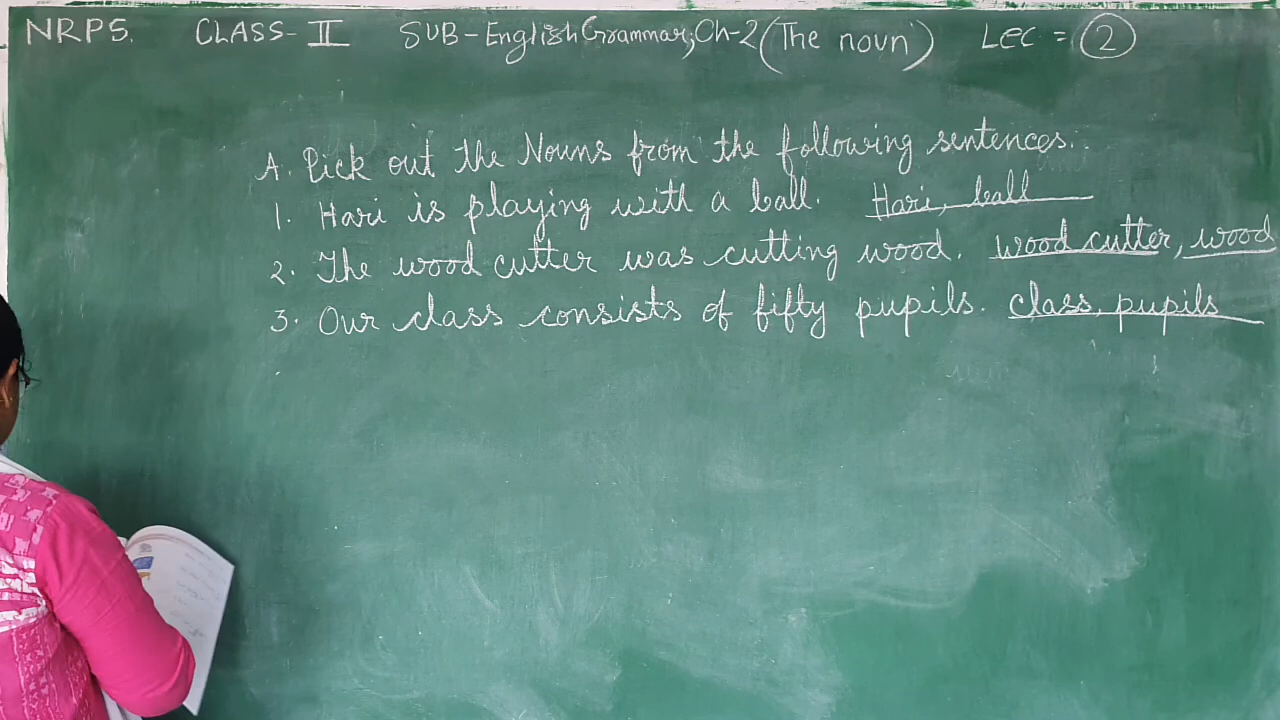 NRPS. CLASS-II SUB-English Grammar, Ch-2 (The noun) Lec = 2
A. Pick out the Nouns from the following sentences.
1. Hari is playing with a ball. Hari, ball
2. The wood cutter was cutting wood. wood cutter, wood
3. Our class consists of fifty pupils. class, pupils